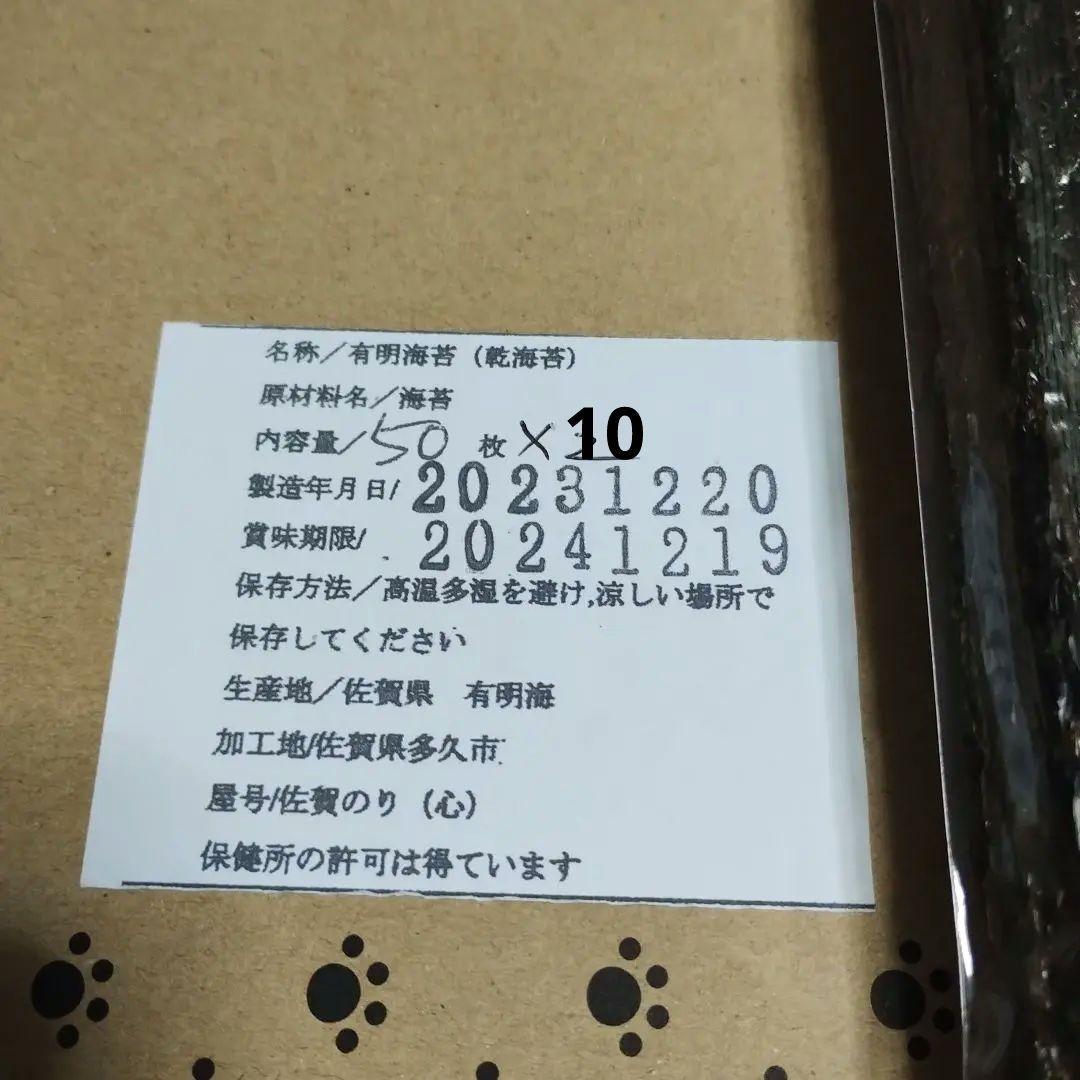 名称／有明海苔（乾海苔）
原材料名／海苔
内容量／50 枚 ×10
製造年月日/ 20231220
賞味期限/ 20241219
保存方法／高温多湿を避け,涼しい場所で
保存してください
生産地／佐賀県 有明海
加工地/佐賀県多久市
屋号/佐賀のり（心）
保健所の許可は得ています